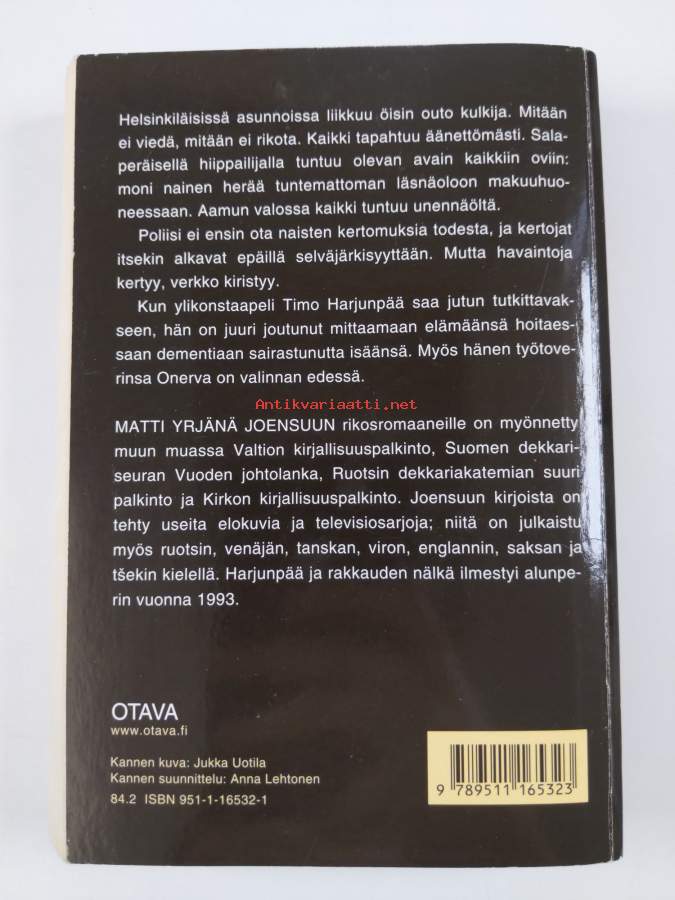 Helsinkiläisissä asunnoissa liikkuu öisin outo kulkija. Mitään
ei viedä, mitään ei rikota. Kaikki tapahtuu äänettömästi. Sala-
peräisellä hiippailijalla tuntuu olevan avain kaikkiin oviin:
moni nainen herää tuntemattoman läsnäoloon makuuhuo-
neessaan. Aamun valossa kaikki tuntuu unennäöltä.
Poliisi ei ensin ota naisten kertomuksia todesta, ja kertojat
itsekin alkavat epäillä selväjärkisyyttään. Mutta havaintoja
kertyy, verkko kiristyy.
Kun ylikonstaapeli Timo Harjunpää saa jutun tutkittavak-
seen, hän on juuri joutunut mittaamaan elämäänsä hoitaes-
saan dementiaan sairastunutta isäänsä. Myös hänen työtove-
rinsa Onerva on valinnan edessä.
Antikvariaatti.net
MATTI YRJÄNÄ JOENSUUN rikosromaaneille on myönnetty
muun muassa Valtion kirjallisuuspalkinto, Suomen dekkari-
seuran Vuoden johtolanka, Ruotsin dekkariakatemian suuri
palkinto ja Kirkon kirjallisuuspalkinto. Joensuun kirjoista on
tehty useita elokuvia ja televisiosarjoja; niitä on julkaistu
myös ruotsin, venäjän, tanskan, viron, englannin, saksan ja
tšekin kielellä. Harjunpää ja rakkauden nälkä ilmestyi alunpe-
rin vuonna 1993.
OTAVA
www.otava.fi
Kannen kuva: Jukka Uotila
Kannen suunnittelu: Anna Lehtonen
84.2 ISBN 951-1-16532-1
9 789511 165323